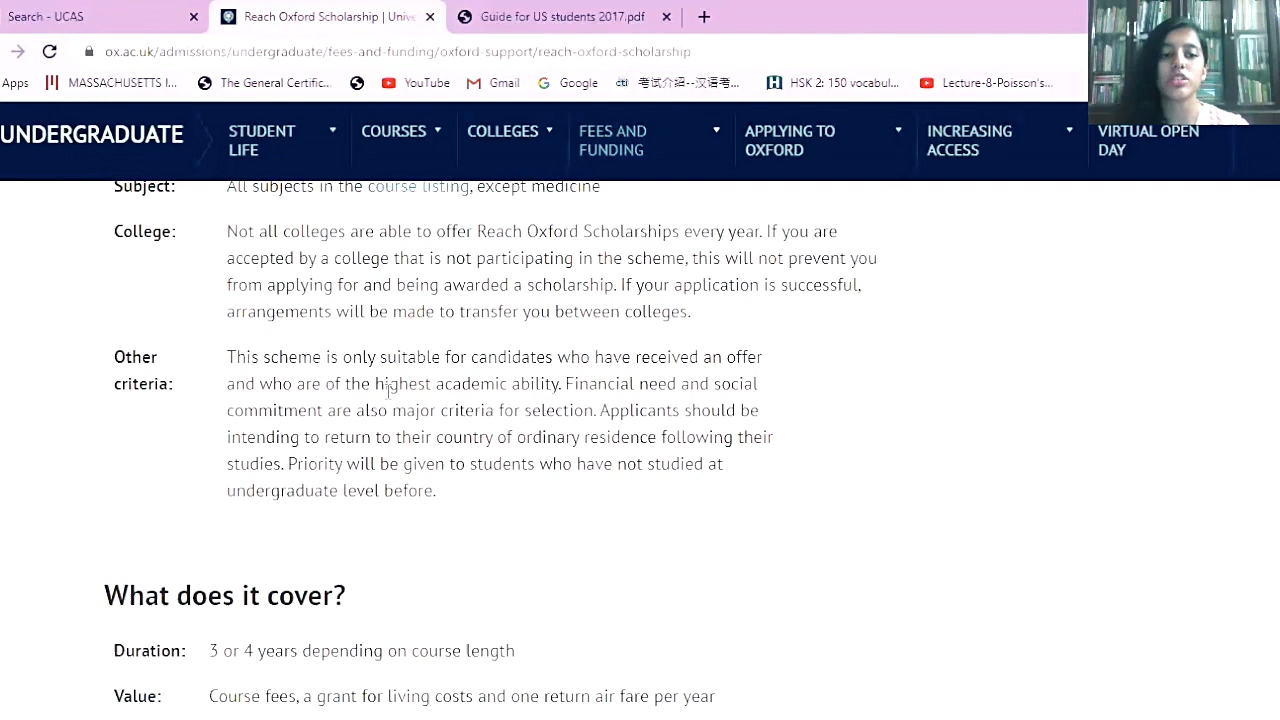 Search - UCAS
Reach Oxford Scholarship | Unive
Guide for US students 2017.pdf
ox.ac.uk/admissions/undergraduate/fees-and-funding/oxford-support/reach-oxford-scholarship
Apps MASSACHUSETTS I... The General Certific... YouTube Gmail Google 考试介绍--汉语考... HSK 2: 150 vocabul... Lecture-8-Poisson's...
UNDERGRADUATE
STUDENT LIFE
COURSES
COLLEGES
FEES AND FUNDING
APPLYING TO OXFORD
INCREASING ACCESS
VIRTUAL OPEN DAY
Subject: All subjects in the course listing, except medicine
College: Not all colleges are able to offer Reach Oxford Scholarships every year. If you are
accepted by a college that is not participating in the scheme, this will not prevent you
from applying for and being awarded a scholarship. If your application is successful,
arrangements will be made to transfer you between colleges.
Other This scheme is only suitable for candidates who have received an offer
criteria: and who are of the highest academic ability. Financial need and social
commitment are also major criteria for selection. Applicants should be
intending to return to their country of ordinary residence following their
studies. Priority will be given to students who have not studied at
undergraduate level before.
What does it cover?
Duration: 3 or 4 years depending on course length
Value: Course fees, a grant for living costs and one return air fare per year